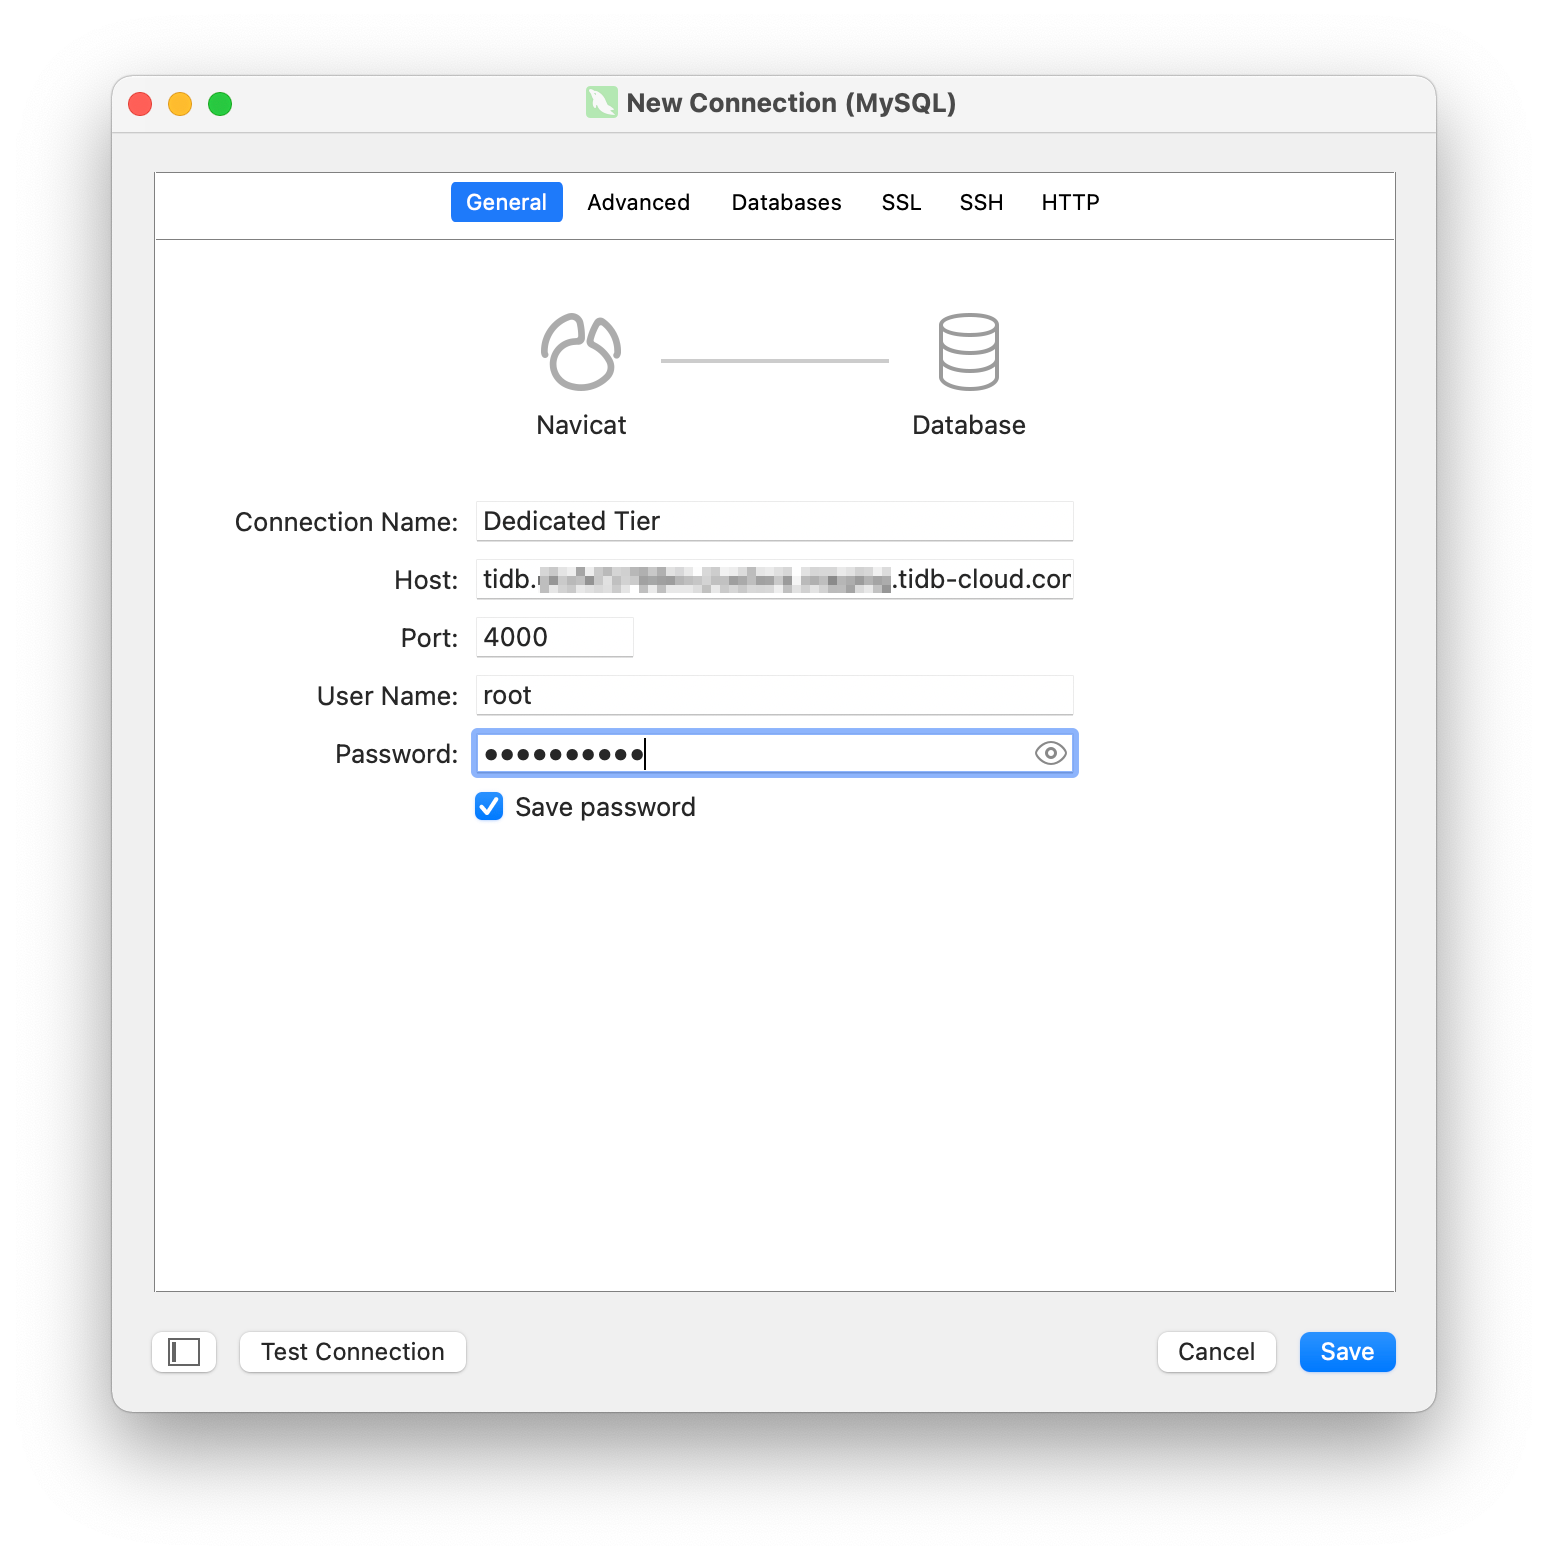 New Connection (MySQL)
General Advanced Databases SSL SSH HTTP
Navicat Database
Connection Name: Dedicated Tier
Host: tidb. .tidb-cloud.cor
Port: 4000
User Name: root
Password: ••••••••••
Save password
Test Connection Cancel Save